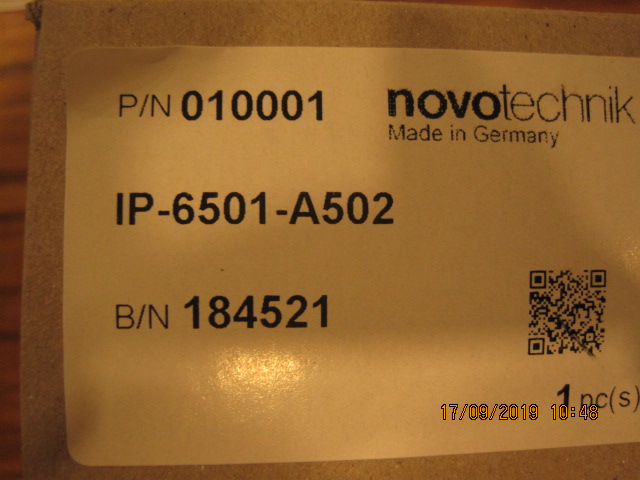 P/N 010001
novotechnik
Made in Germany
IP-6501-A502
B/N 184521
1 pc(s)
17/09/2019 10:48